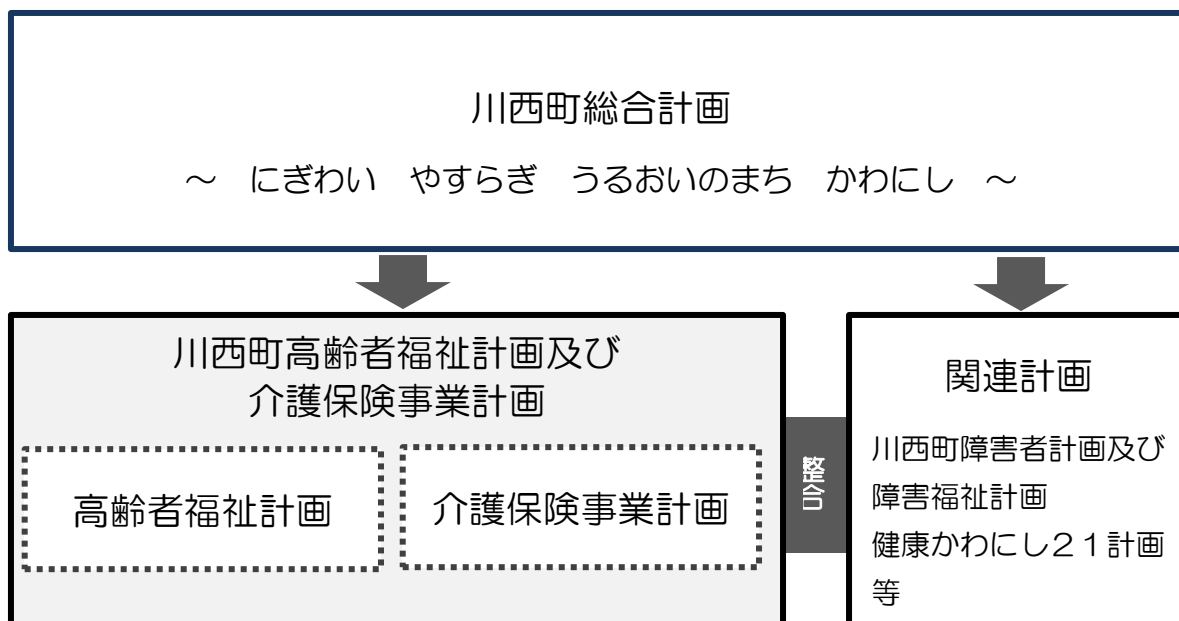 川西町総合計画
～　にぎわい　やすらぎ　うるおいのまち　かわにし　～
川西町高齢者福祉計画及び
介護保険事業計画
高齢者福祉計画
介護保険事業計画
整合
関連計画
川西町障害者計画及び
障害福祉計画
健康かわにし２１計画
等